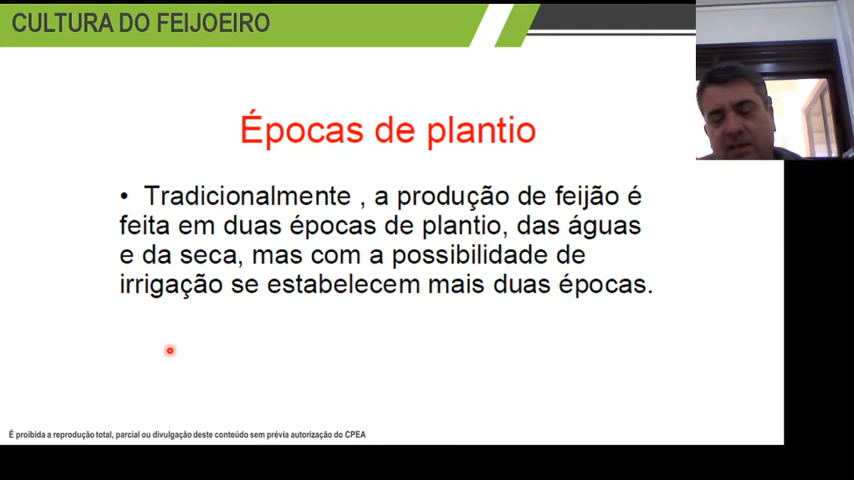 CULTURA DO FEIJOEIRO
Épocas de plantio
• Tradicionalmente , a produção de feijão é
feita em duas épocas de plantio, das águas
e da seca, mas com a possibilidade de
irrigação se estabelecem mais duas épocas.
É proibida a reprodução total, parcial ou divulgação deste conteúdo sem prévia autorização do CPEA